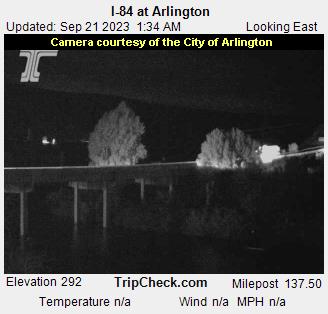 I-84 at Arlington
Updated: Sep 21 2023 1:34 AM Looking East
Camera courtesy of the City of Arlington
Elevation 292 TripCheck.com Milepost 137.50
Temperature n/a Wind n/a MPH n/a